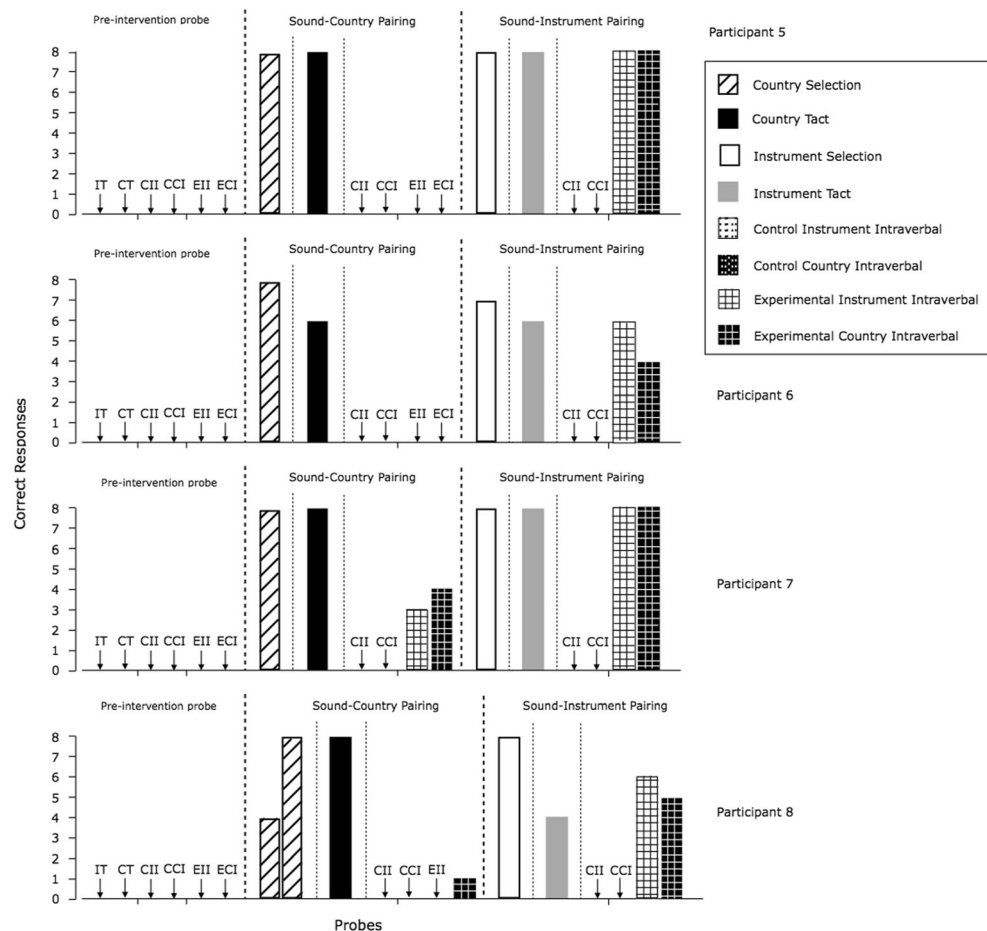 Pre-intervention probe Sound-Country Pairing Sound-Instrument Pairing
Participant 5
8
7
6
5
4
3
2
1
0
IT CT CII CCI EII ECI CII CCI EII ECI CII CCI
Country Selection
Country Tact
Instrument Selection
Instrument Tact
Control Instrument Intraverbal
Control Country Intraverbal
Experimental Instrument Intraverbal
Experimental Country Intraverbal
Pre-intervention probe Sound-Country Pairing Sound-Instrument Pairing
8
7
6
5
4
3
2
1
0
IT CT CII CCI EII ECI CII CCI EII ECI CII CCI
Participant 6
Correct Responses
Pre-intervention probe Sound-Country Pairing Sound-Instrument Pairing
8
7
6
5
4
3
2
1
0
IT CT CII CCI EII ECI CII CCI CII CCI
Participant 7
Pre-intervention probe Sound-Country Pairing Sound-Instrument Pairing
8
7
6
5
4
3
2
1
0
IT CT CII CCI EII ECI CII CCI EII CII CCI
Participant 8
Probes